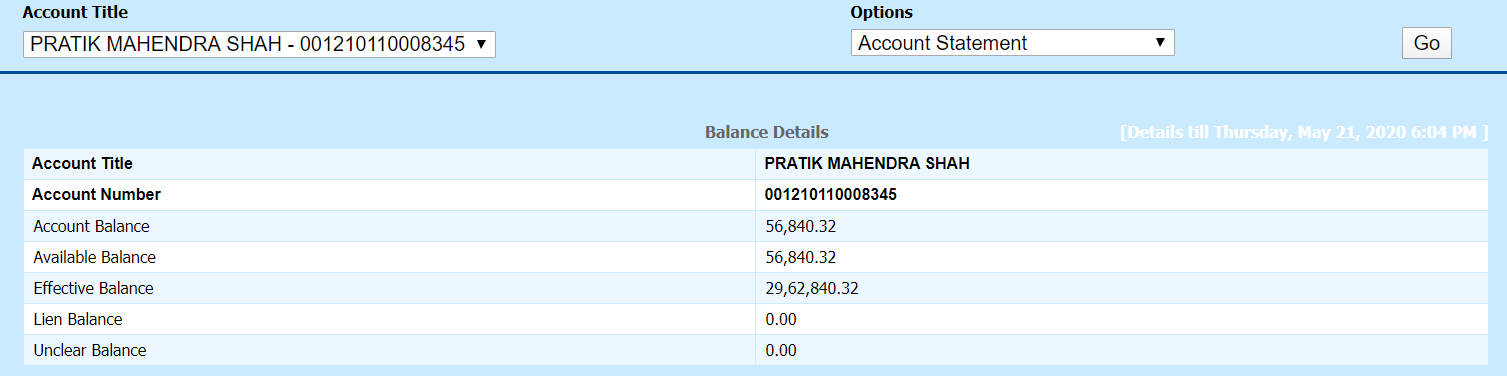 Account Title Options
PRATIK MAHENDRA SHAH - 001210110008345 Account Statement Go
Balance Details [Details till Thursday, May 21, 2020 6:04 PM ]
Account Title PRATIK MAHENDRA SHAH
Account Number 001210110008345
Account Balance 56,840.32
Available Balance 56,840.32
Effective Balance 29,62,840.32
Lien Balance 0.00
Unclear Balance 0.00